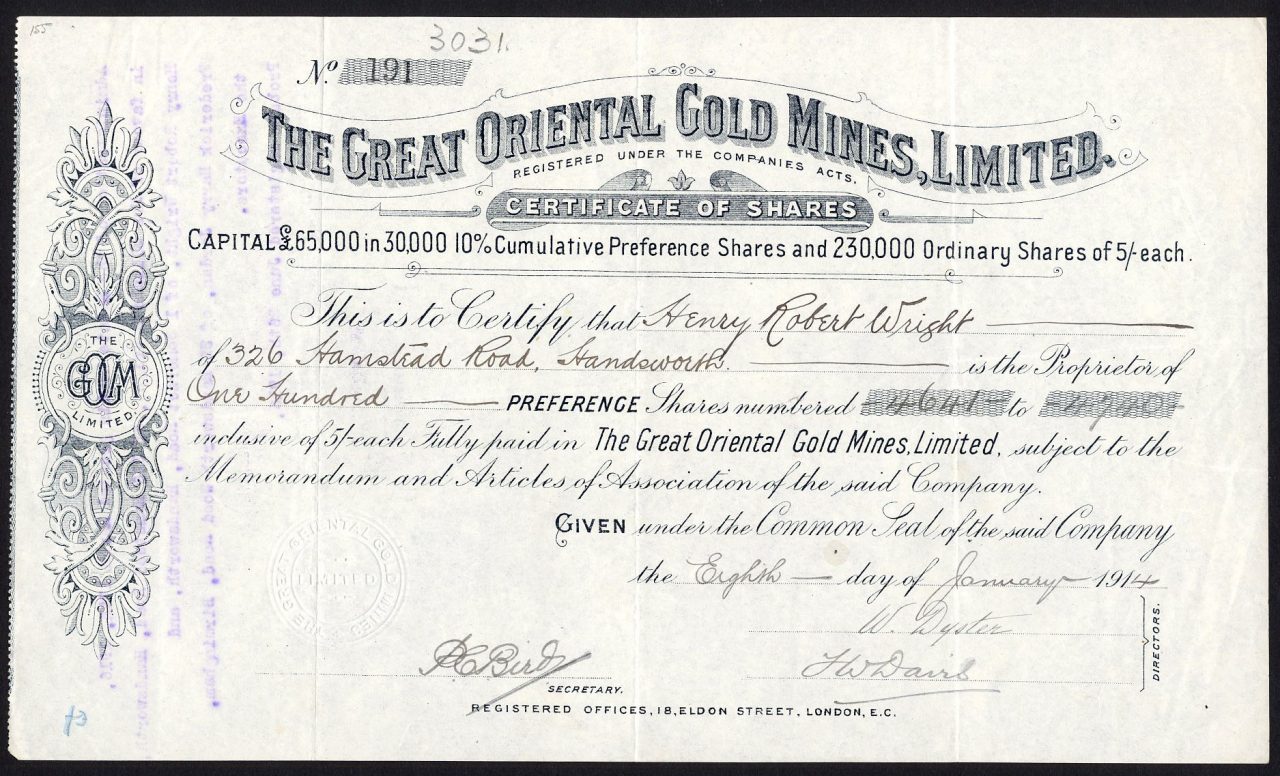 155
3031.
No. 191
THE GREAT ORIENTAL GOLD MINES, LIMITED.
REGISTERED UNDER THE COMPANIES ACTS.
CERTIFICATE OF SHARES
CAPITAL £65,000 in 30,000 10% Cumulative Preference Shares and 230,000 Ordinary Shares of 5/- each.
This is to Certify that Henry Robert Wright
of 326 Hamstead Road, Handsworth. is the Proprietor of
One Hundred PREFERENCE Shares numbered 4641 to 4740
inclusive of 5/- each Fully paid in The Great Oriental Gold Mines, Limited, subject to the
Memorandum and Articles of Association of the said Company.
GIVEN under the Common Seal of the said Company
the Eighth day of January 1914
W. Dyster
DIRECTORS.
SECRETARY.
REGISTERED OFFICES, 18, ELDON STREET, LONDON, E.C.
THE
GOGM
LIMITED
LIMITED